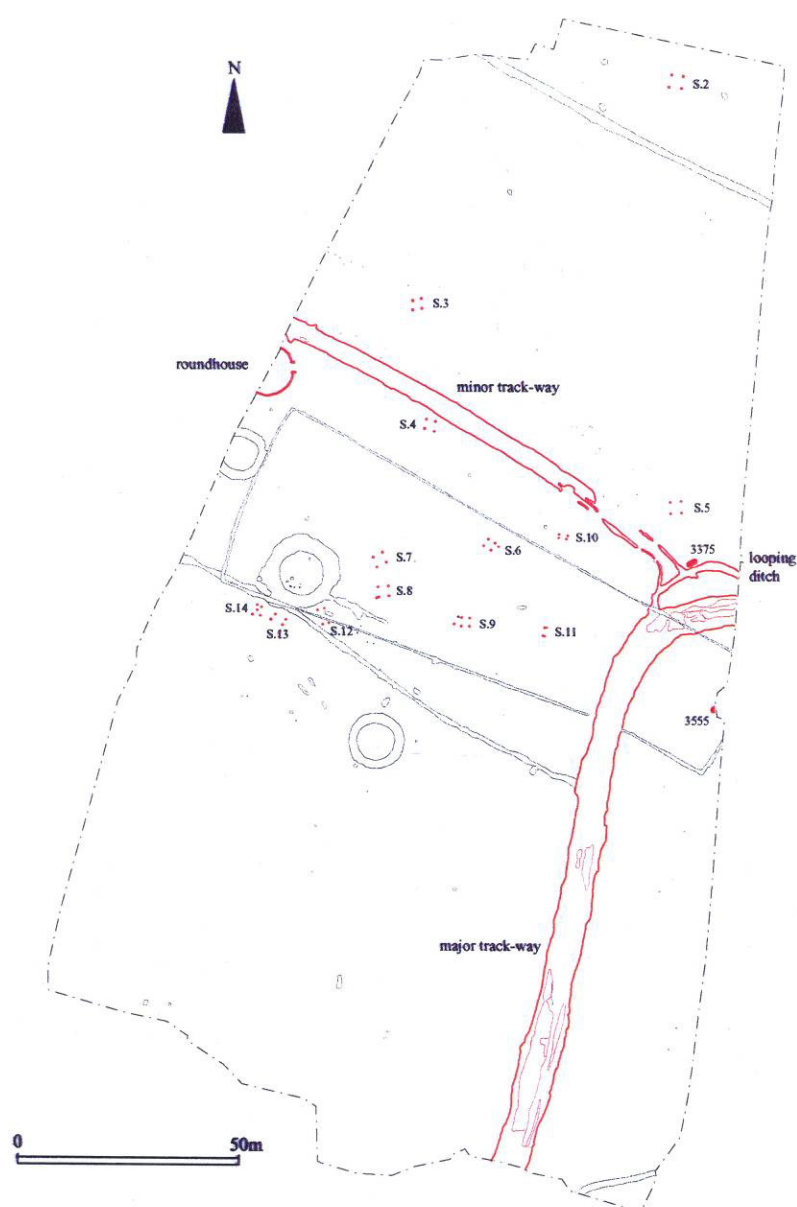 N
S.2
S.3
roundhouse
minor track-way
S.4
S.5
S.6
S.10
3375
looping
ditch
S.7
S.8
S.14
S.13
S.12
S.9
S.11
3555
major track-way
0
50m